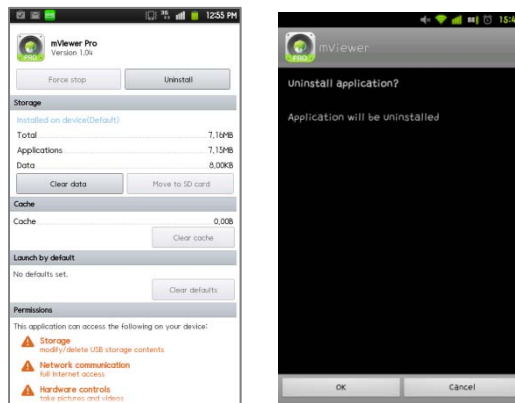 12:55 PM
mViewer Pro
Version 1.04
PRO
Force stop
Uninstall
Storage
Installed on device(Default)
Total 7,16MB
Applications 7,15MB
Data 8,00KB
Clear data
Move to SD card
Cache
Cache 0,00B
Clear cache
Launch by default
No defaults set.
Clear defaults
Permissions
This application can access the following on your device:
Storage
modify/delete USB storage contents
Network communication
full Internet access
Hardware controls
take pictures and videos
15:4
mViewer
PRO
Uninstall application?
Application will be uninstalled
OK
Cancel